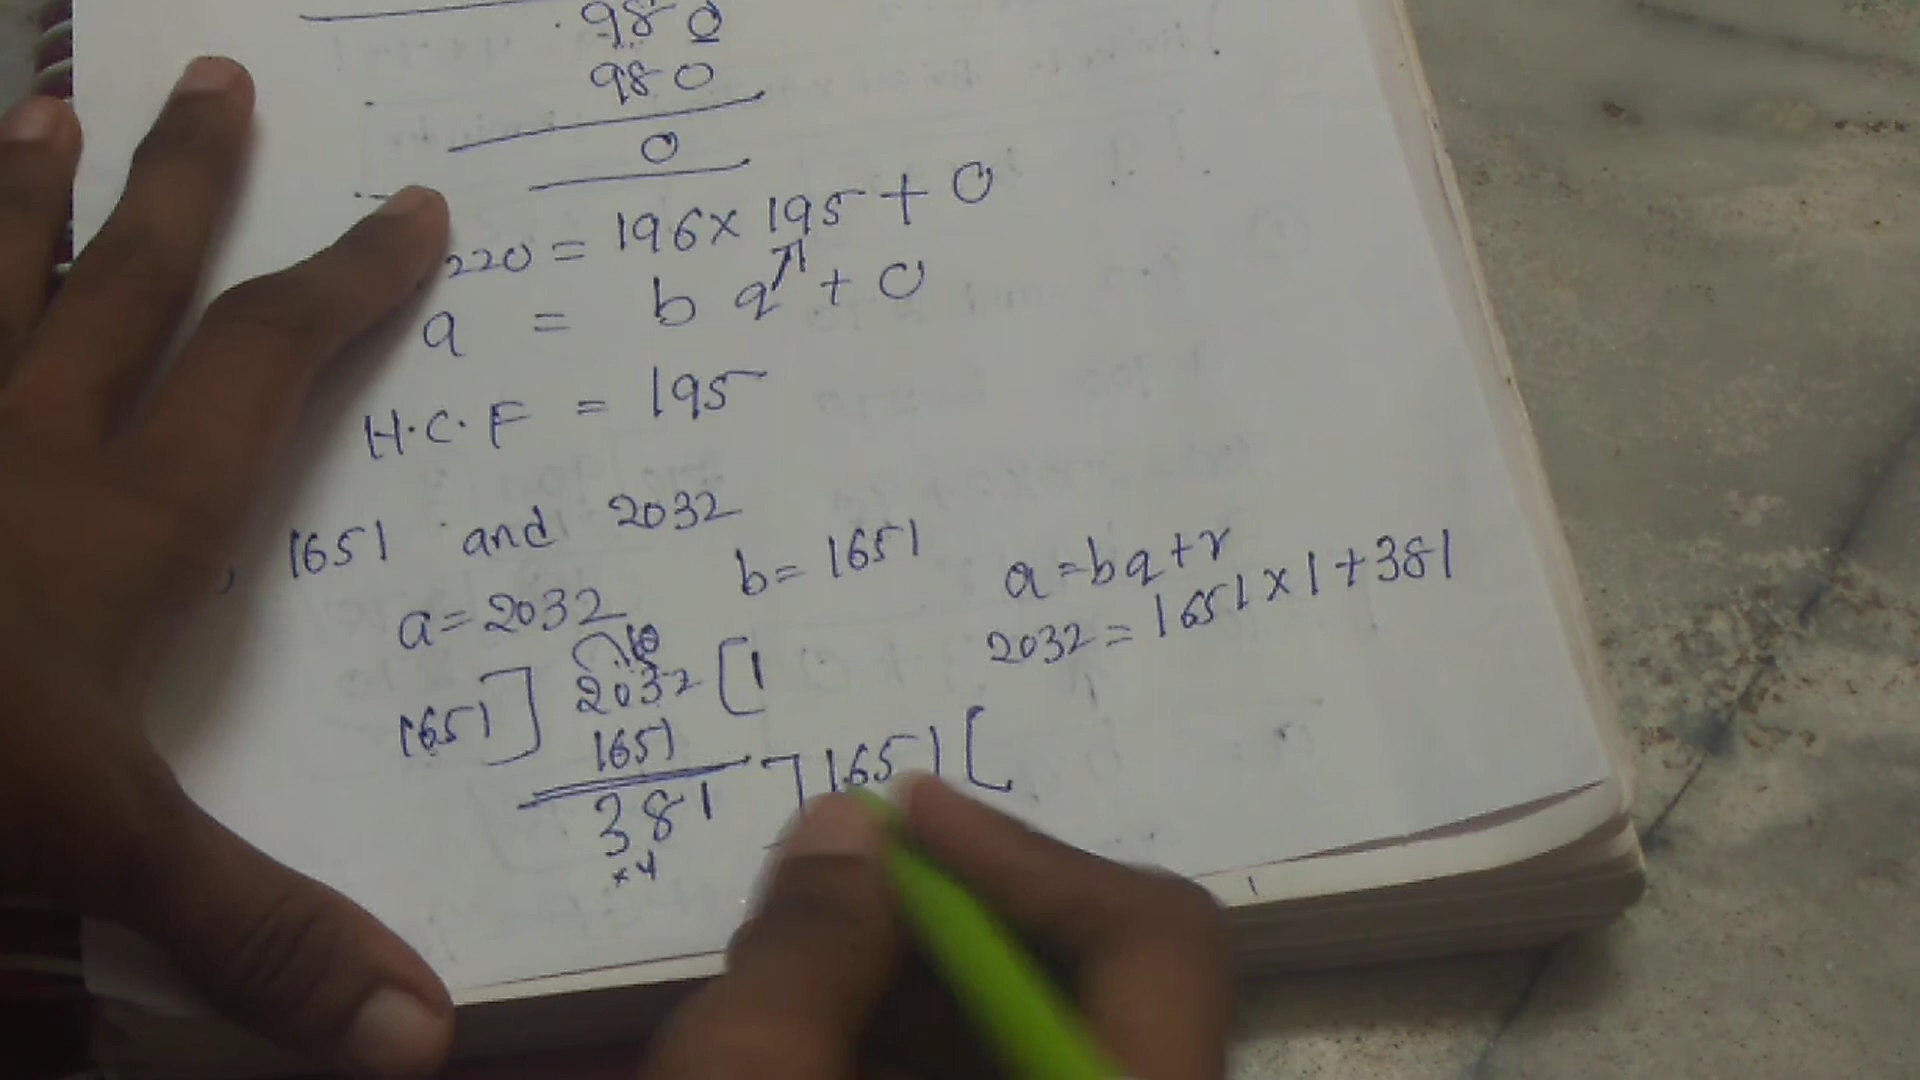 980
980
0
220 = 196 x 195 + 0
a = b q + 0
H.C.F = 195
, 1651 and 2032
a = 2032 b = 1651 a = bq + r
2032 = 1651 x 1 + 381
1651] 2032 [1
1651
381 ] 1651 [
x 4